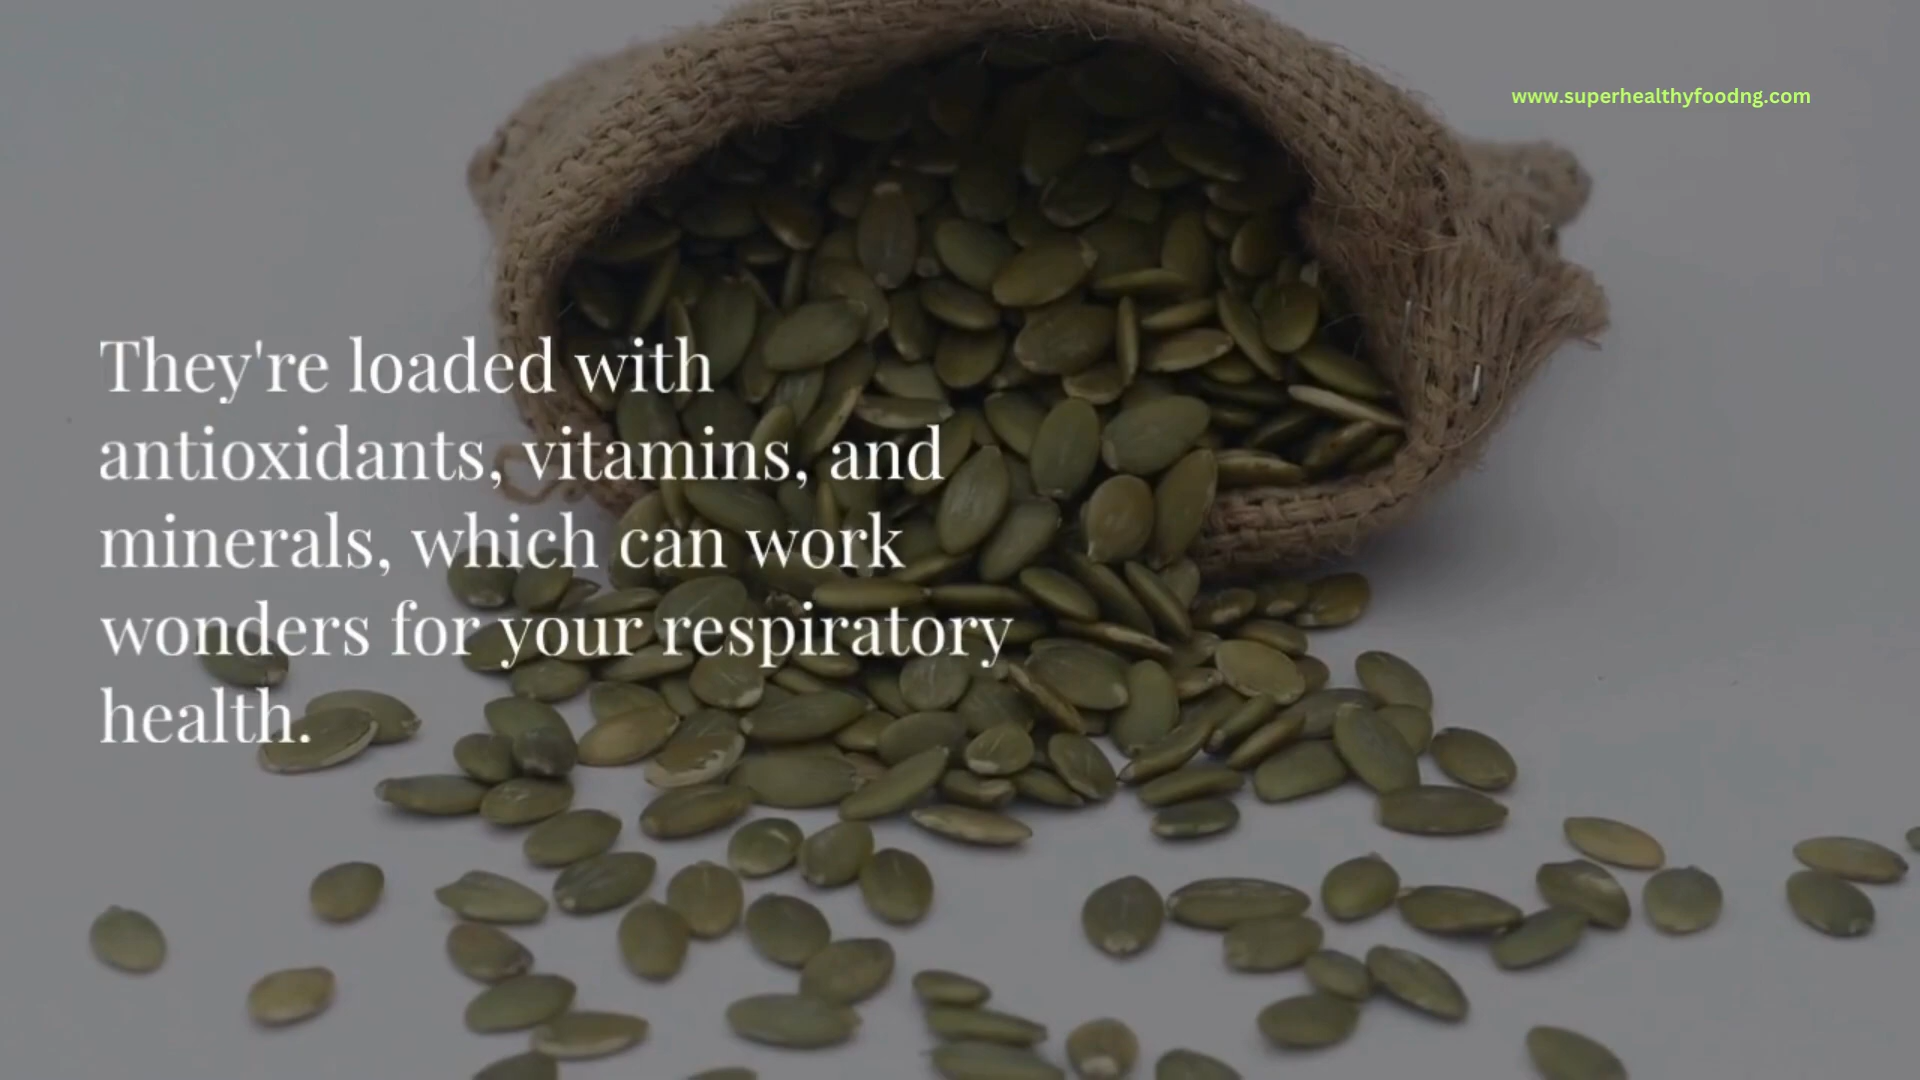 www.superhealthyfoodng.com
They're loaded with
antioxidants, vitamins, and
minerals, which can work
wonders for your respiratory
health.